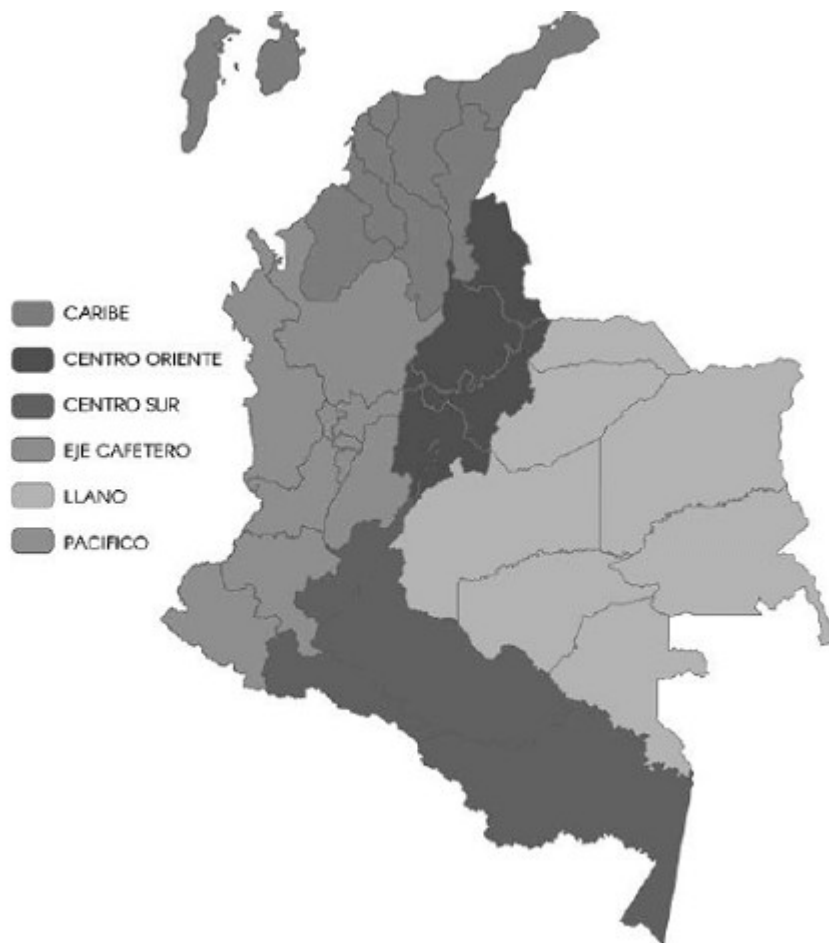 CARIBE
CENTRO ORIENTE
CENTRO SUR
EJE CAFETERO
LLANO
PACIFICO